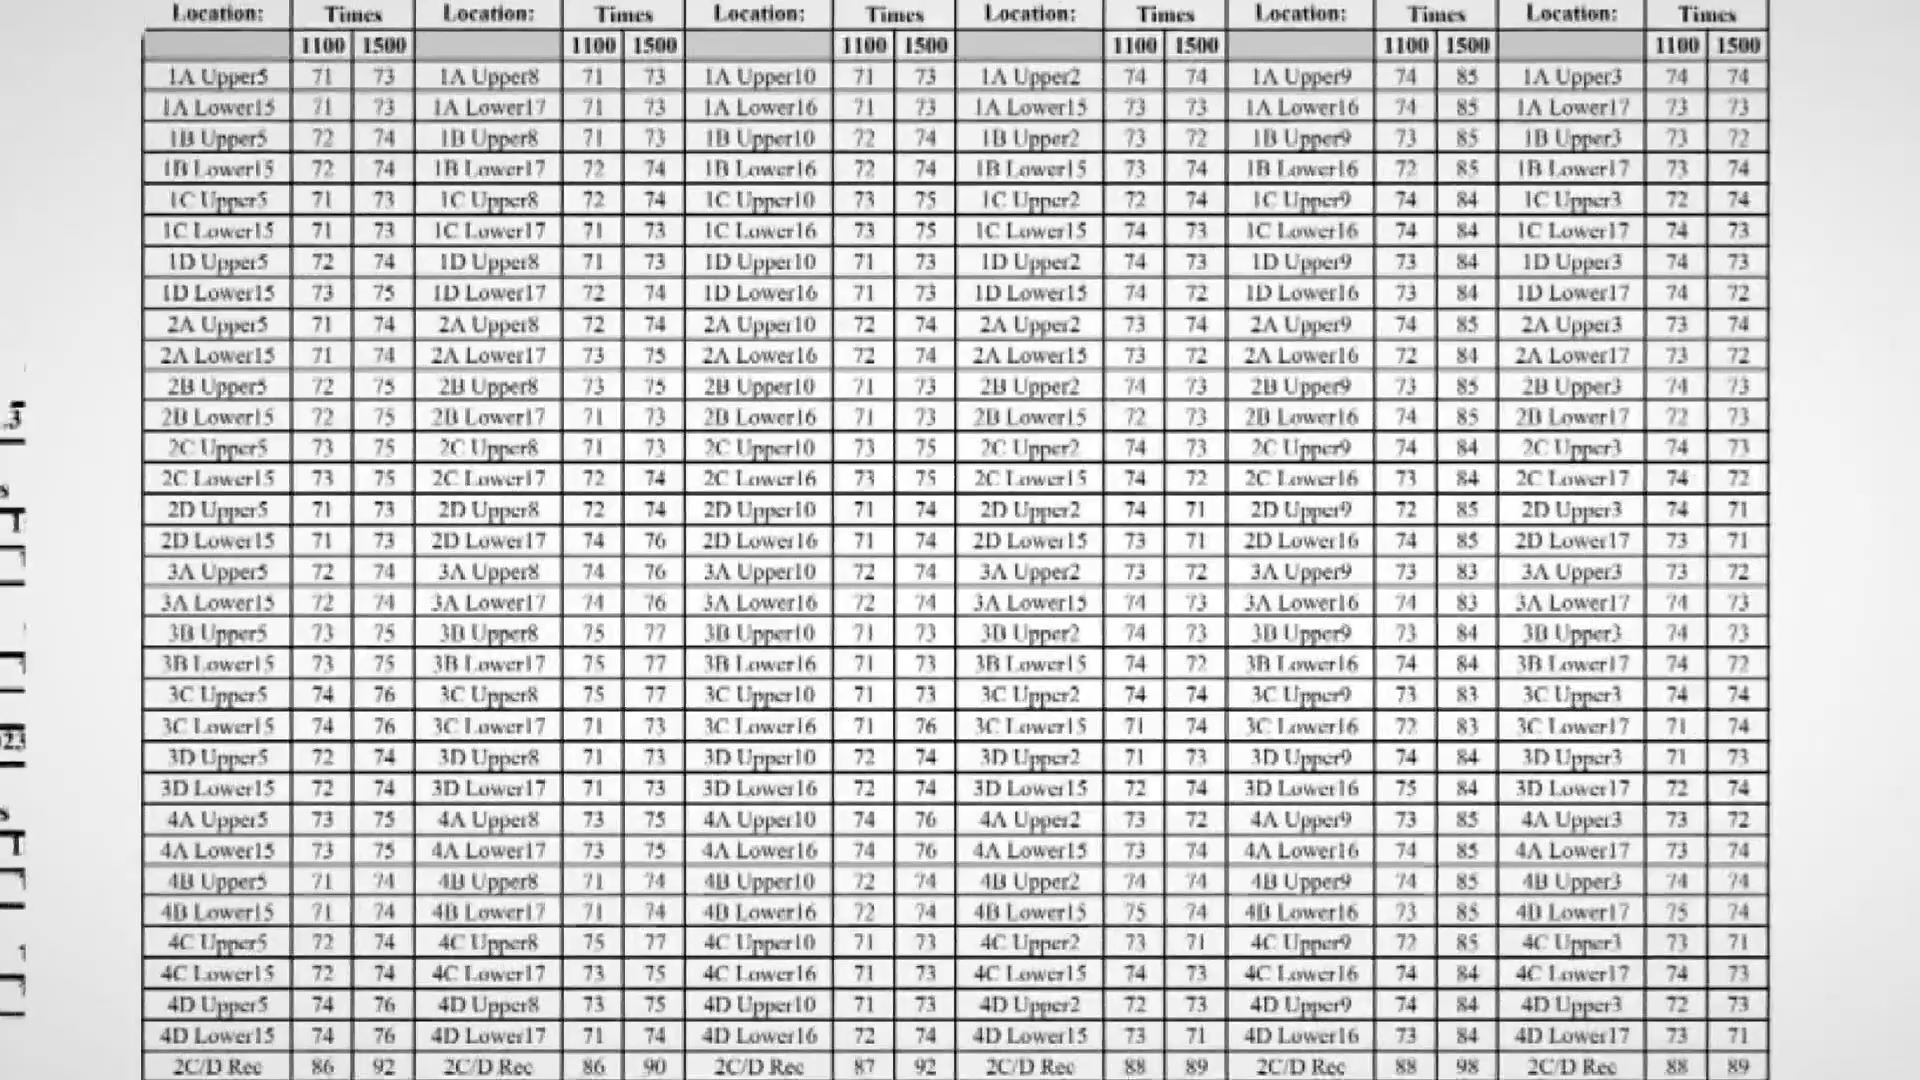 Location: Times Location: Times Location: Times Location: Times Location: Times Location: Times
1100 1500 1100 1500 1100 1500 1100 1500 1100 1500 1100 1500
1A Upper5 71 73 1A Upper8 71 73 1A Upper10 71 73 1A Upper2 74 74 1A Upper9 74 85 1A Upper3 74 74
1A Lower15 71 73 1A Lower17 71 73 1A Lower16 71 73 1A Lower15 73 73 1A Lower16 74 85 1A Lower17 73 73
1B Upper5 72 74 1B Upper8 71 73 1B Upper10 72 74 1B Upper2 73 72 1B Upper9 73 85 1B Upper3 73 72
1B Lower15 72 74 1B Lower17 72 74 1B Lower16 72 74 1B Lower15 73 74 1B Lower16 72 85 1B Lower17 73 74
1C Upper5 71 73 1C Upper8 72 74 1C Upper10 73 75 1C Upper2 72 74 1C Upper9 74 84 1C Upper3 72 74
1C Lower15 71 73 1C Lower17 71 73 1C Lower16 73 75 1C Lower15 74 73 1C Lower16 74 84 1C Lower17 74 73
1D Upper5 72 74 1D Upper8 71 73 1D Upper10 71 73 1D Upper2 74 73 1D Upper9 73 84 1D Upper3 74 73
1D Lower15 73 75 1D Lower17 72 74 1D Lower16 71 73 1D Lower15 74 72 1D Lower16 73 84 1D Lower17 74 72
2A Upper5 71 74 2A Upper8 72 74 2A Upper10 72 74 2A Upper2 73 74 2A Upper9 74 85 2A Upper3 73 74
2A Lower15 71 74 2A Lower17 73 75 2A Lower16 72 74 2A Lower15 73 72 2A Lower16 72 84 2A Lower17 73 72
2B Upper5 72 75 2B Upper8 73 75 2B Upper10 71 73 2B Upper2 74 73 2B Upper9 73 85 2B Upper3 74 73
2B Lower15 72 75 2B Lower17 71 73 2B Lower16 71 73 2B Lower15 72 73 2B Lower16 74 85 2B Lower17 72 73
2C Upper5 73 75 2C Upper8 71 73 2C Upper10 73 75 2C Upper2 74 73 2C Upper9 74 84 2C Upper3 74 73
2C Lower15 73 75 2C Lower17 72 74 2C Lower16 73 75 2C Lower15 74 72 2C Lower16 73 84 2C Lower17 74 72
2D Upper5 71 73 2D Upper8 72 74 2D Upper10 71 74 2D Upper2 74 71 2D Upper9 72 85 2D Upper3 74 71
2D Lower15 71 73 2D Lower17 74 76 2D Lower16 71 74 2D Lower15 73 71 2D Lower16 74 85 2D Lower17 73 71
3A Upper5 72 74 3A Upper8 74 76 3A Upper10 72 74 3A Upper2 73 72 3A Upper9 73 83 3A Upper3 73 72
3A Lower15 72 74 3A Lower17 74 76 3A Lower16 72 74 3A Lower15 74 73 3A Lower16 74 83 3A Lower17 74 73
3B Upper5 73 75 3B Upper8 75 77 3B Upper10 71 73 3B Upper2 74 73 3B Upper9 73 84 3B Upper3 74 73
3B Lower15 73 75 3B Lower17 75 77 3B Lower16 71 73 3B Lower15 74 72 3B Lower16 74 84 3B Lower17 74 72
3C Upper5 74 76 3C Upper8 75 77 3C Upper10 71 73 3C Upper2 74 74 3C Upper9 73 83 3C Upper3 74 74
3C Lower15 74 76 3C Lower17 71 73 3C Lower16 71 76 3C Lower15 71 74 3C Lower16 72 83 3C Lower17 71 74
3D Upper5 72 74 3D Upper8 71 73 3D Upper10 72 74 3D Upper2 71 73 3D Upper9 74 84 3D Upper3 71 73
3D Lower15 72 74 3D Lower17 71 73 3D Lower16 72 74 3D Lower15 72 74 3D Lower16 75 84 3D Lower17 72 74
4A Upper5 73 75 4A Upper8 73 75 4A Upper10 74 76 4A Upper2 73 72 4A Upper9 73 85 4A Upper3 73 72
4A Lower15 73 75 4A Lower17 73 75 4A Lower16 74 76 4A Lower15 73 74 4A Lower16 74 85 4A Lower17 73 74
4B Upper5 71 74 4B Upper8 71 74 4B Upper10 72 74 4B Upper2 74 74 4B Upper9 74 85 4B Upper3 74 74
4B Lower15 71 74 4B Lower17 71 74 4B Lower16 72 74 4B Lower15 75 74 4B Lower16 73 85 4B Lower17 75 74
4C Upper5 72 74 4C Upper8 75 77 4C Upper10 71 73 4C Upper2 73 71 4C Upper9 72 85 4C Upper3 73 71
4C Lower15 72 74 4C Lower17 73 75 4C Lower16 71 73 4C Lower15 74 73 4C Lower16 74 84 4C Lower17 74 73
4D Upper5 74 76 4D Upper8 73 75 4D Upper10 71 73 4D Upper2 72 73 4D Upper9 74 84 4D Upper3 72 73
4D Lower15 74 76 4D Lower17 71 74 4D Lower16 72 74 4D Lower15 73 71 4D Lower16 73 84 4D Lower17 73 71
2C/D Rec 86 92 2C/D Rec 86 90 2C/D Rec 87 92 2C/D Rec 88 89 2C/D Rec 88 98 2C/D Rec 88 89